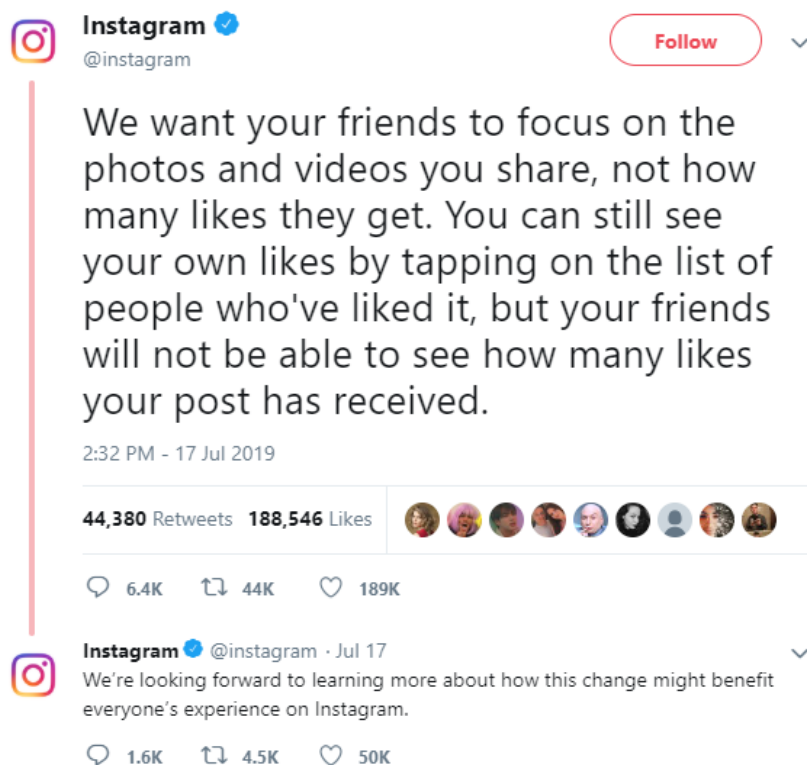 Instagram
@instagram
Follow
We want your friends to focus on the
photos and videos you share, not how
many likes they get. You can still see
your own likes by tapping on the list of
people who've liked it, but your friends
will not be able to see how many likes
your post has received.
2:32 PM - 17 Jul 2019
44,380 Retweets 188,546 Likes
6.4K 44K 189K
Instagram @instagram · Jul 17
We’re looking forward to learning more about how this change might benefit
everyone’s experience on Instagram.
1.6K 4.5K 50K